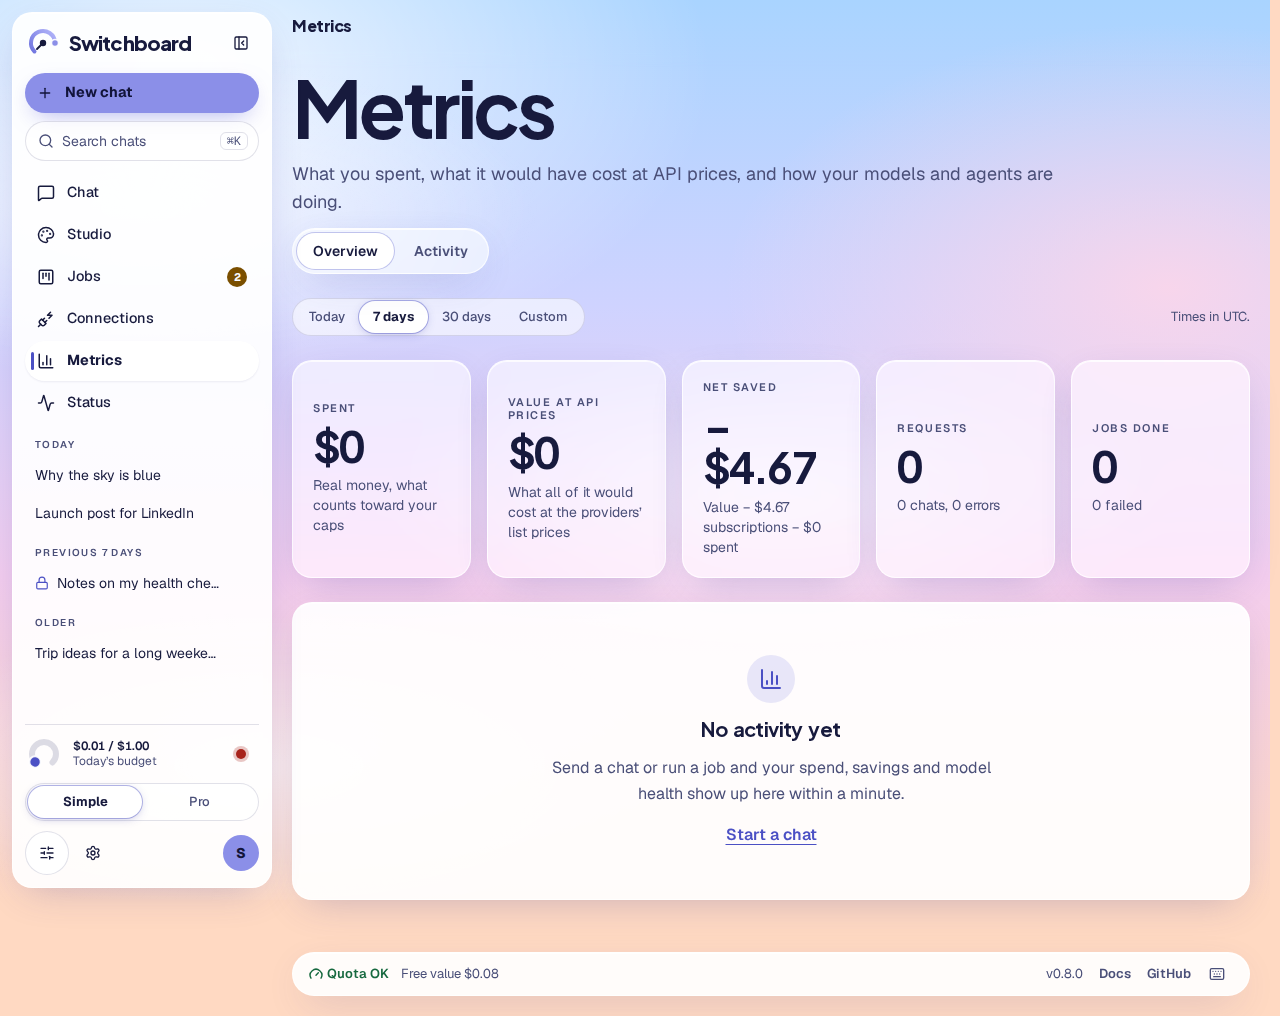 Switchboard
New chat
Search chats ⌘K
Chat
Studio
Jobs 2
Connections
Metrics
Status
TODAY
Why the sky is blue
Launch post for LinkedIn
PREVIOUS 7 DAYS
Notes on my health che...
OLDER
Trip ideas for a long weeke...
$0.01 / $1.00
Today's budget
Simple Pro
S
Metrics
Metrics
What you spent, what it would have cost at API prices, and how your models and agents are
doing.
Overview Activity
Today 7 days 30 days Custom
Times in UTC.
SPENT
$0
Real money, what
counts toward your
caps
VALUE AT API
PRICES
$0
What all of it would
cost at the providers'
list prices
NET SAVED
–
$4.67
Value – $4.67
subscriptions – $0
spent
REQUESTS
0
0 chats, 0 errors
JOBS DONE
0
0 failed
No activity yet
Send a chat or run a job and your spend, savings and model
health show up here within a minute.
Start a chat
Quota OK Free value $0.08
v0.8.0 Docs GitHub